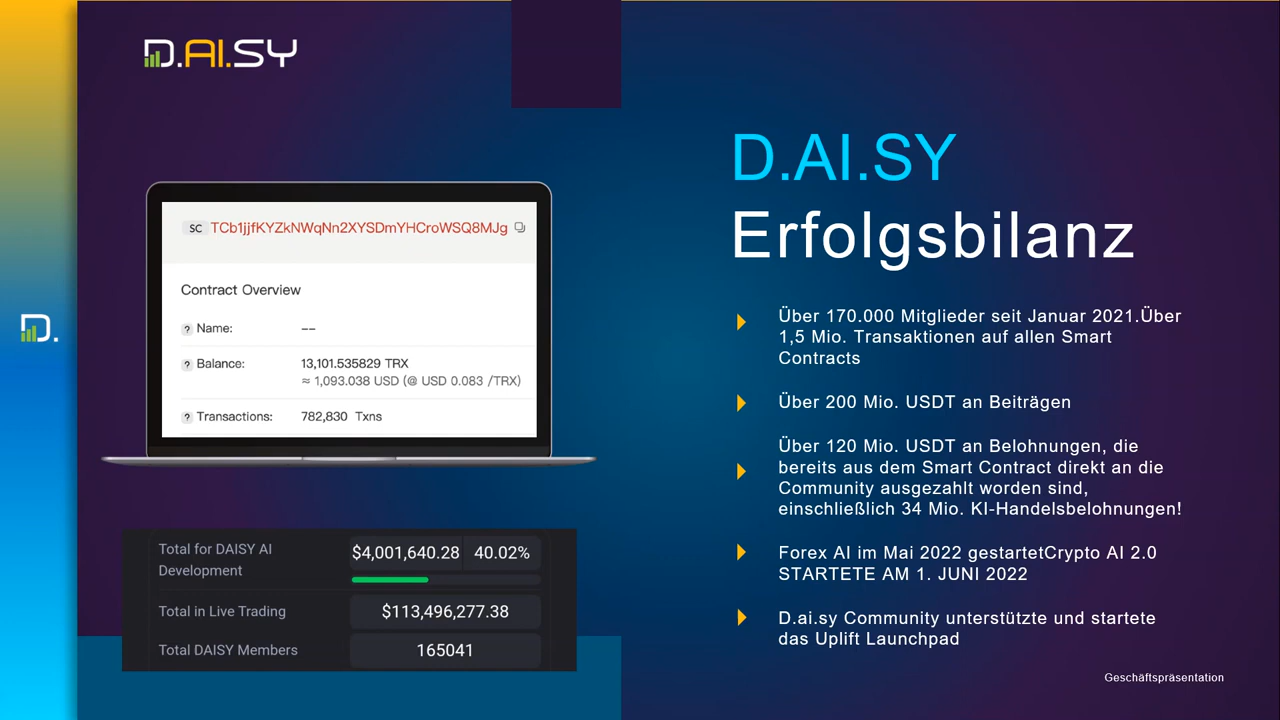 D.AI.SY
D.
SC TCb1jjfKYZkNWqNn2XYSDmYHCroWSQ8MJg
Contract Overview
? Name: --
? Balance: 13,101.535829 TRX
≈ 1,093.038 USD (@ USD 0.083 /TRX)
? Transactions: 782,830 Txns
Total for DAISY AI
Development
$4,001,640.28 40.02%
Total in Live Trading $113,496,277.38
Total DAISY Members 165041
D.AI.SY
Erfolgsbilanz
Über 170.000 Mitglieder seit Januar 2021.Über
1,5 Mio. Transaktionen auf allen Smart
Contracts
Über 200 Mio. USDT an Beiträgen
Über 120 Mio. USDT an Belohnungen, die
bereits aus dem Smart Contract direkt an die
Community ausgezahlt worden sind,
einschließlich 34 Mio. KI-Handelsbelohnungen!
Forex AI im Mai 2022 gestartetCrypto AI 2.0
STARTETE AM 1. JUNI 2022
D.ai.sy Community unterstützte und startete
das Uplift Launchpad
Geschäftspräsentation